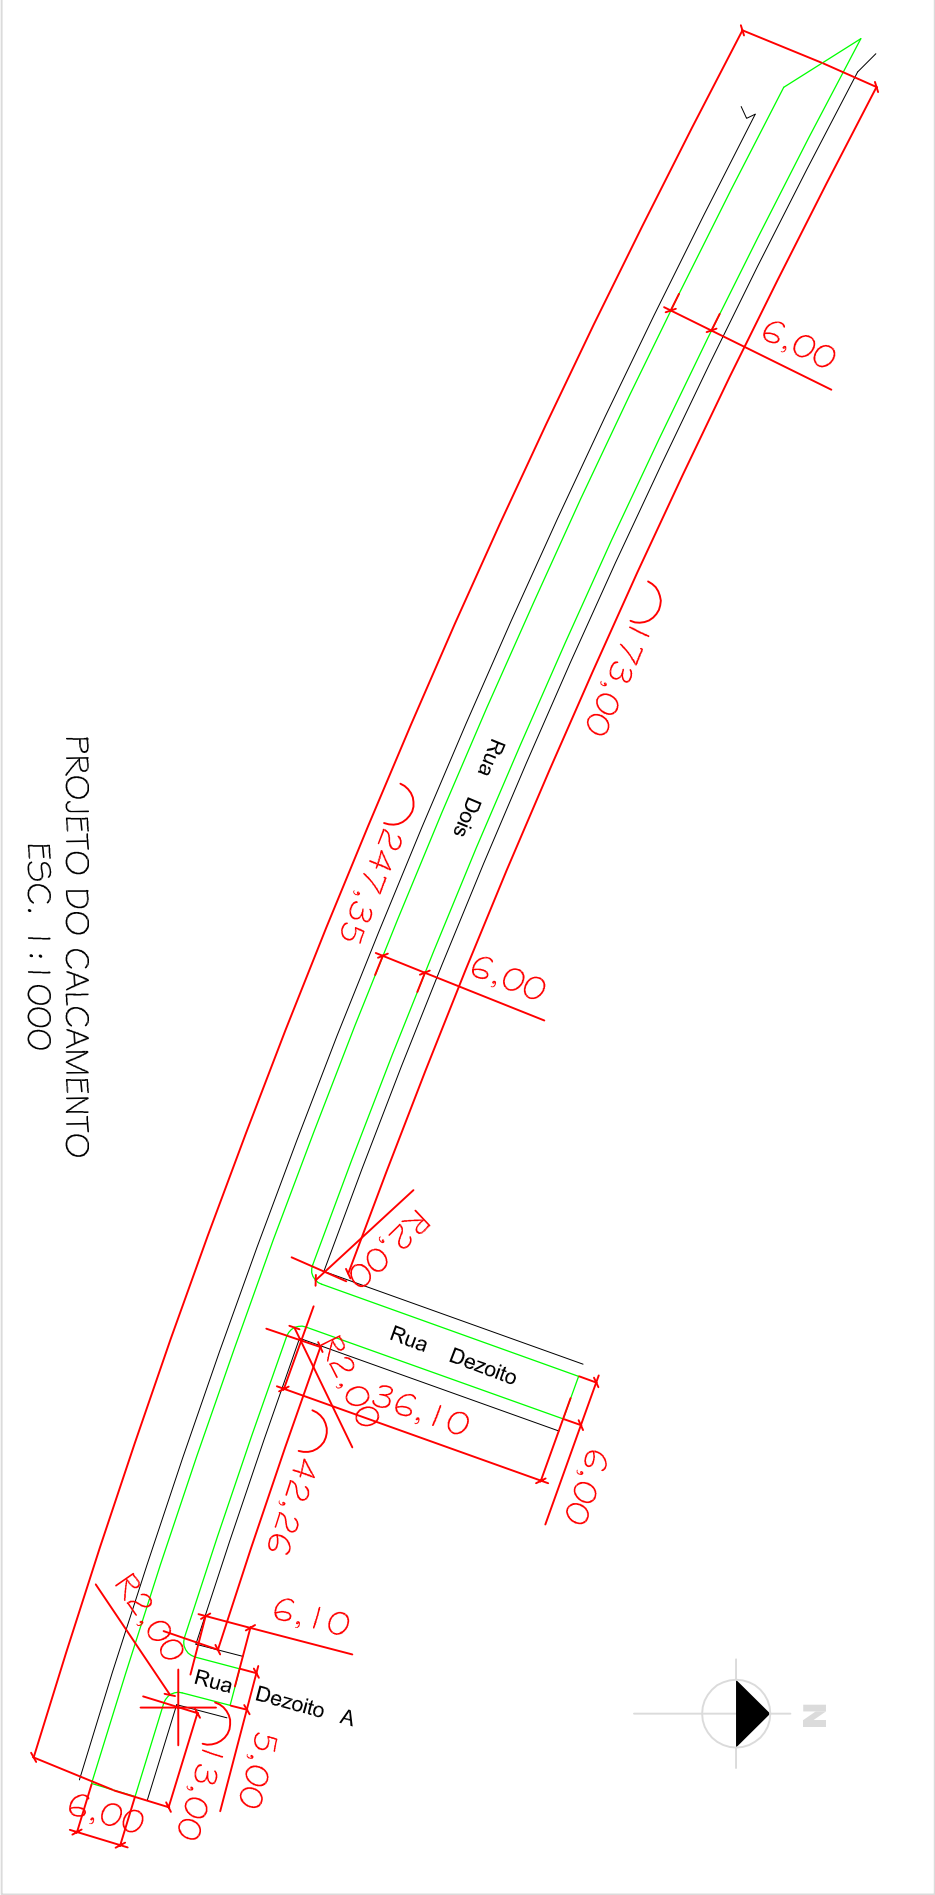 6,00
⌒173,00
Rua Dois
⌒247,35
6,00
R2,00
Rua Dezoito
R2,00
36,10
6,00
⌒42,26
6,10
R2,00
Rua Dezoito A
5,00
⌒13,00
6,00
N
PROJETO DO CALCAMENTO
ESC. 1:1000